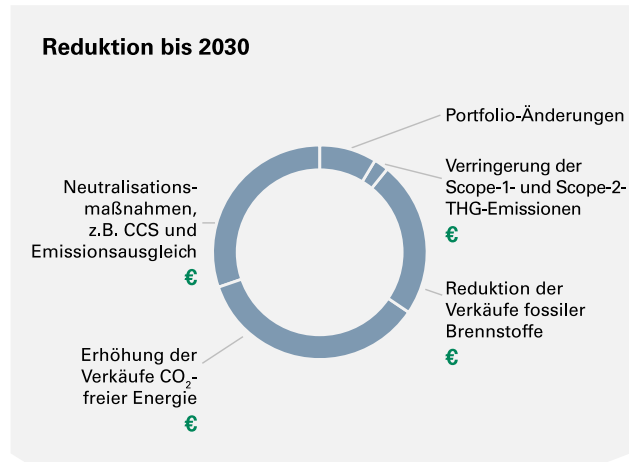 Reduktion bis 2030
Portfolio-Änderungen
Verringerung der
Scope-1- und Scope-2-
THG-Emissionen
€
Reduktion der
Verkäufe fossiler
Brennstoffe
€
Erhöhung der
Verkäufe CO₂-
freier Energie
€
Neutralisations-
maßnahmen,
z.B. CCS und
Emissionsausgleich
€